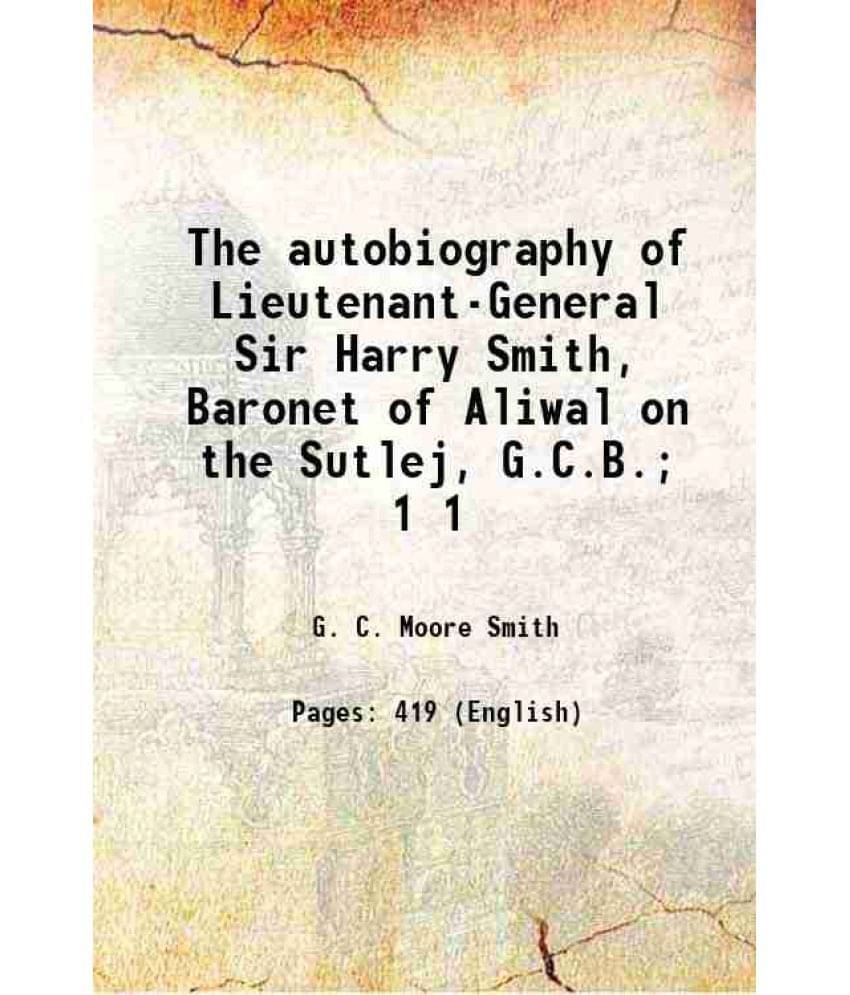 The autobiography of
Lieutenant-General
Sir Harry Smith,
Baronet of Aliwal on
the Sutlej, G.C.B.;
1 1
G. C. Moore Smith
Pages: 419 (English)